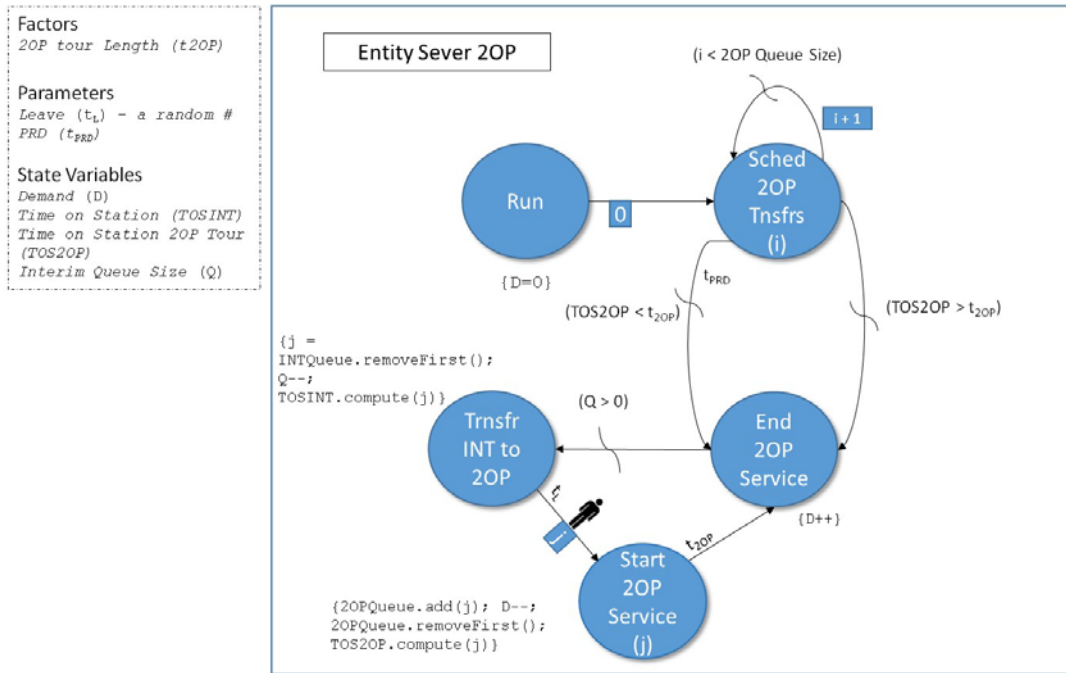 Factors
2OP tour Length (t2OP)
Parameters
Leave (tL) – a random #
PRD (tPRD)
State Variables
Demand (D)
Time on Station (TOSINT)
Time on Station 2OP Tour
(TOS2OP)
Interim Queue Size (Q)
Entity Sever 2OP
(i < 2OP Queue Size)
i + 1
Run
0
Sched
2OP
Tnsfrs
(i)
{D=0}
tPRD
(TOS2OP < t2OP)
(TOS2OP > t2OP)
{j =
INTQueue.removeFirst();
Q--;
TOSINT.compute(j)}
(Q > 0)
Trnsfr
INT to
2OP
End
2OP
Service
{D++}
tL
j
t2OP
Start
2OP
Service
(j)
{2OPQueue.add(j); D--;
2OPQueue.removeFirst();
TOS2OP.compute(j)}